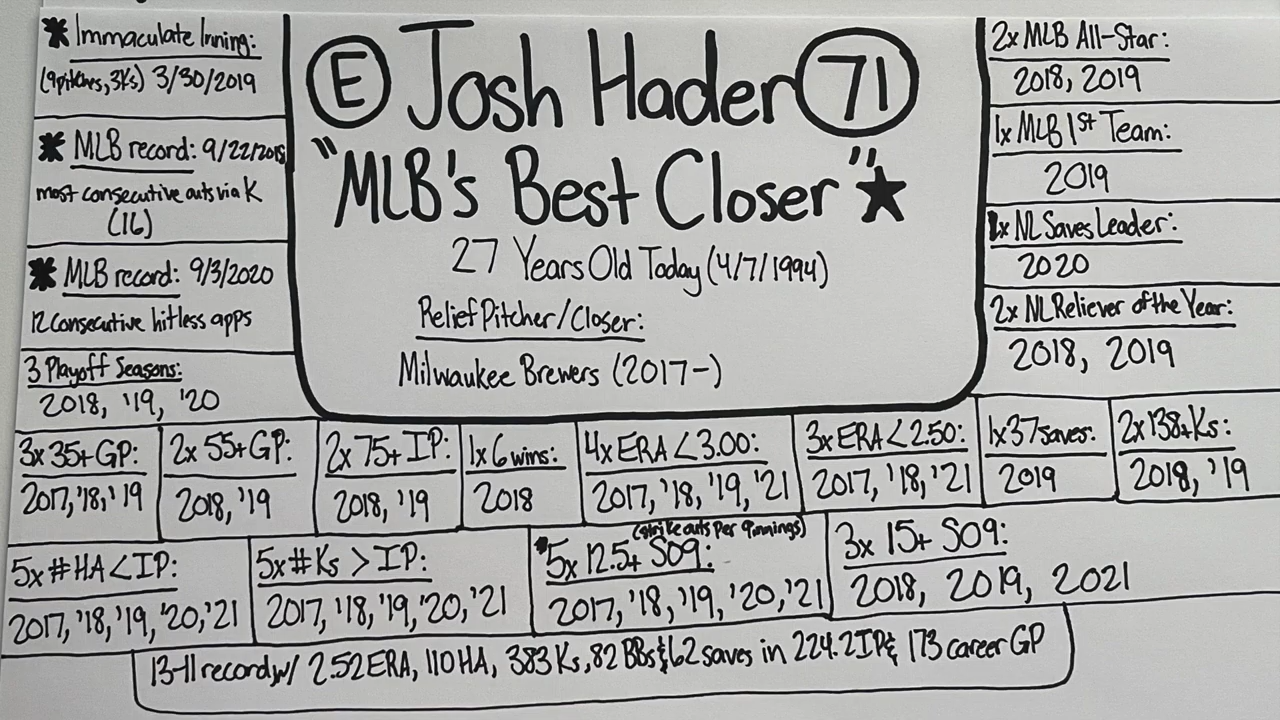 E Josh Hader 71
"MLB's Best Closer" ★
27 Years Old Today (4/7/1994)
Relief Pitcher/Closer:
Milwaukee Brewers (2017-)
✱ Immaculate Inning:
(9pitches, 3Ks) 3/30/2019
✱ MLB record: 9/22/2018
most consecutive outs via K
(16)
✱ MLB record: 9/3/2020
12 consecutive hitless apps
3 Playoff Seasons:
2018, '19, '20
2x MLB All-Star:
2018, 2019
1x MLB 1st Team:
2019
1x NL Saves Leader:
2020
2x NL Reliever of the Year:
2018, 2019
3x 35+ GP:
2017, '18, '19
2x 55+ GP:
2018, '19
2x 75+ IP:
2018, '19
1x 6 wins:
2018
4x ERA < 3.00:
2017, '18, '19, '21
3x ERA < 2.50:
2017, '18, '21
1x 37 saves:
2019
2x 138+ Ks:
2018, '19
5x #HA < IP:
2017, '18, '19, '20, '21
5x #Ks > IP:
2017, '18, '19, '20, '21
(strikeouts per 9 innings)
5x 12.5+ SO9:
2017, '18, '19, '20, '21
3x 15+ SO9:
2018, 2019, 2021
13-11 record w/ 2.52 ERA, 110 HA, 383 Ks, 82 BBs & 62 saves in 224.2 IP & 173 career GP